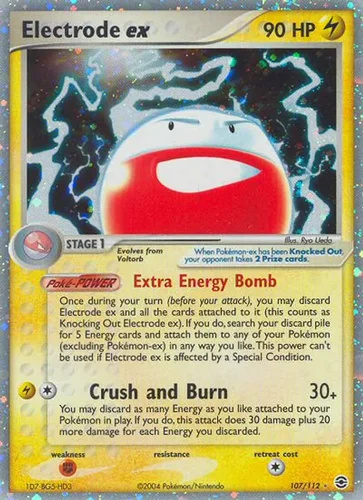 Electrode ex 90 HP
STAGE 1
Evolves from
Voltorb
Illus. Ryo Ueda
When Pokémon-ex has been Knocked Out,
your opponent takes 2 Prize cards.
Poké-POWER Extra Energy Bomb
Once during your turn (before your attack), you may discard
Electrode ex and all the cards attached to it (this counts as
Knocking Out Electrode ex). If you do, search your discard pile
for 5 Energy cards and attach them to any of your Pokémon
(excluding Pokémon-ex) in any way you like. This power can't
be used if Electrode ex is affected by a Special Condition.
Crush and Burn 30+
You may discard as many Energy as you like attached to your
Pokémon in play. If you do, this attack does 30 damage plus 20
more damage for each Energy you discarded.
weakness resistance retreat cost
1D7-BG5-HD3 ©2004 Pokémon/Nintendo 107/112